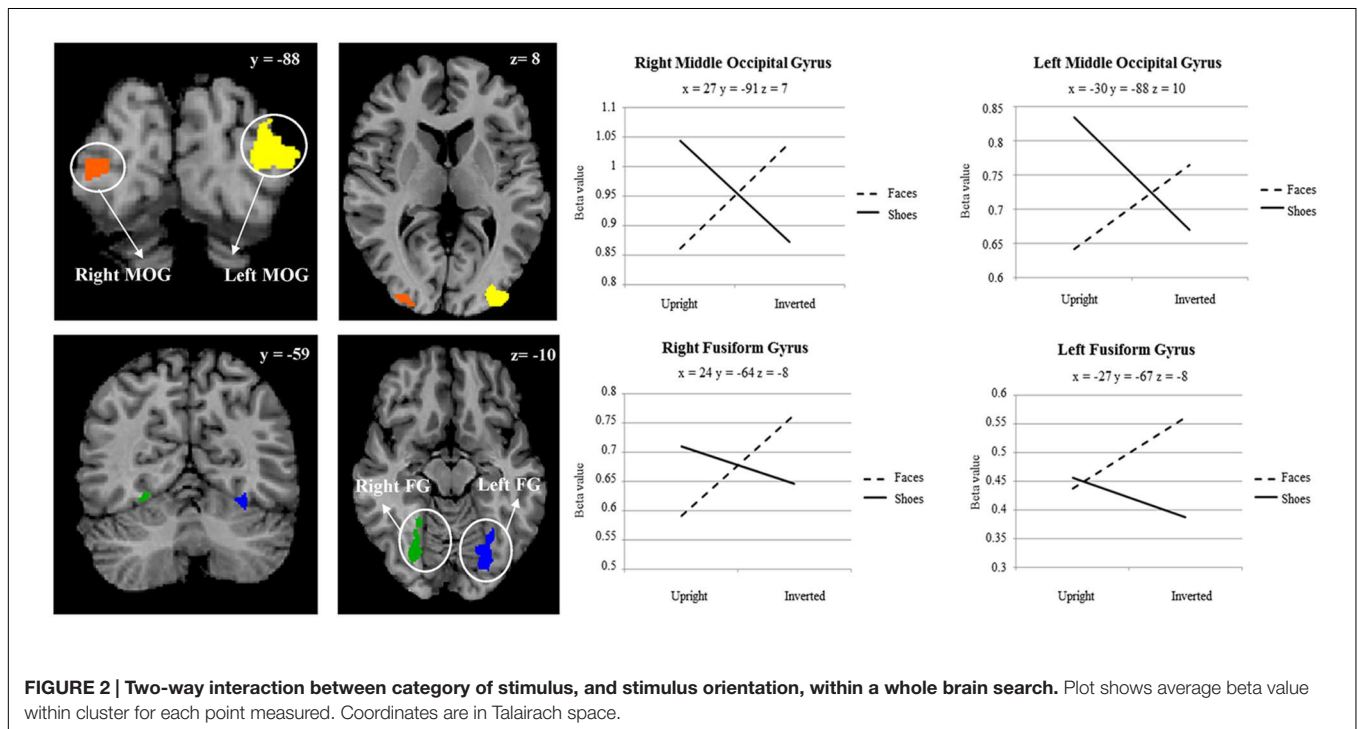 y = -88
Right MOG
Left MOG
z= 8
Right Middle Occipital Gyrus
x = 27 y = -91 z = 7
Beta value
1.1
1.05
1
0.95
0.9
0.85
0.8
Upright
Inverted
Faces
Shoes
Left Middle Occipital Gyrus
x = -30 y = -88 z = 10
Beta value
0.85
0.8
0.75
0.7
0.65
0.6
Upright
Inverted
Faces
Shoes
y = -59
z= -10
Right FG
Left FG
Right Fusiform Gyrus
x = 24 y = -64 z = -8
Beta value
0.8
0.75
0.7
0.65
0.6
0.55
0.5
Upright
Inverted
Faces
Shoes
Left Fusiform Gyrus
x = -27 y = -67 z = -8
Beta value
0.6
0.55
0.5
0.45
0.4
0.35
0.3
Upright
Inverted
Faces
Shoes
FIGURE 2 | Two-way interaction between category of stimulus, and stimulus orientation, within a whole brain search. Plot shows average beta value
within cluster for each point measured. Coordinates are in Talairach space.